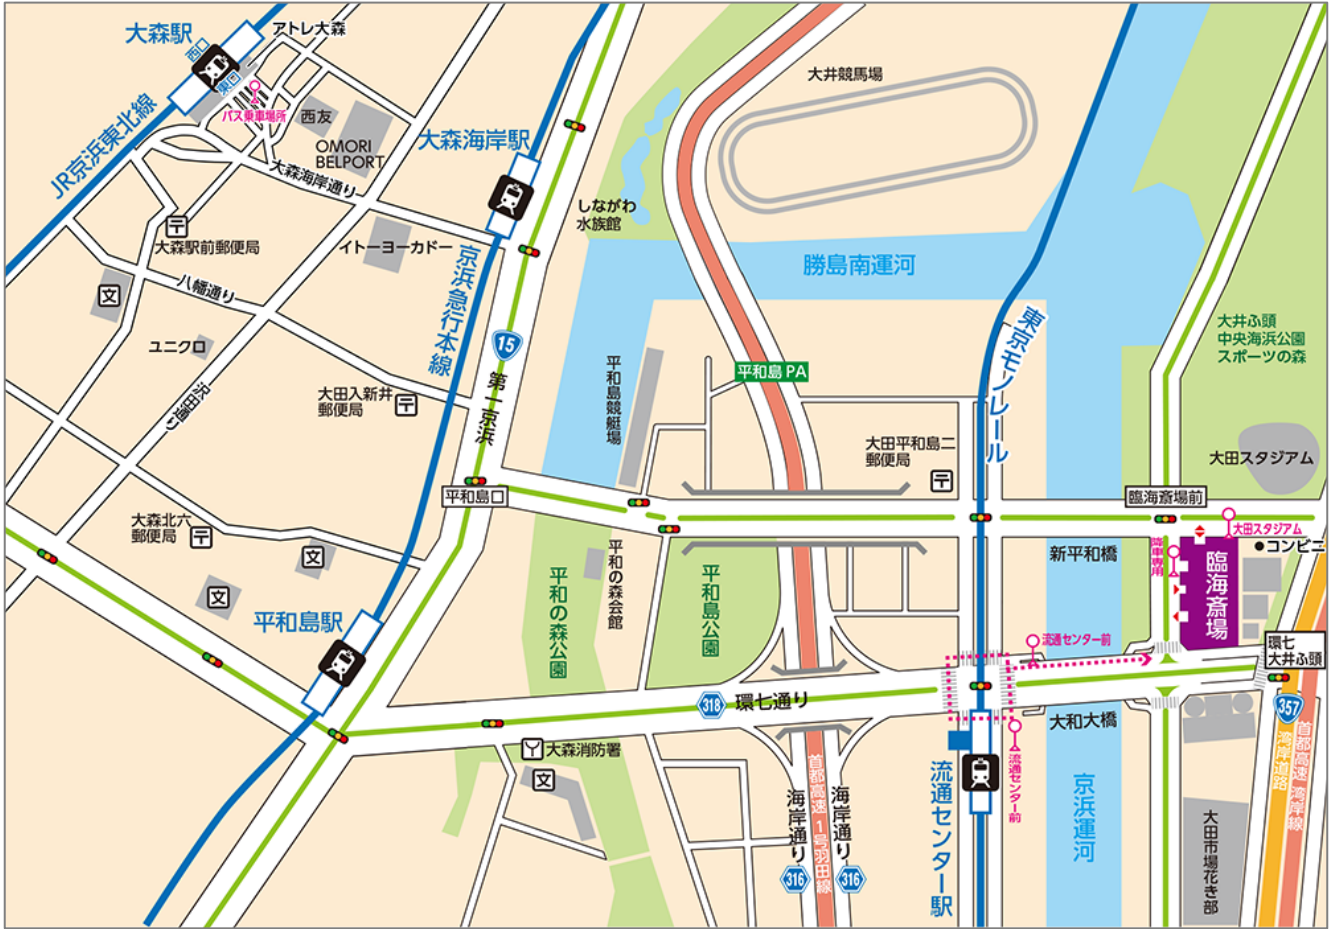 大森駅
西口
東口
アトレ大森
バス乗車場所
西友
OMORI
BELPORT
JR京浜東北線
大森海岸駅
大森海岸通り
大森駅前郵便局
イトーヨーカドー
八幡通り
文
ユニクロ
沢田通り
大田入新井
郵便局
京浜急行本線
15
第一京浜
しながわ
水族館
大井競馬場
勝島南運河
平和島PA
平和島競艇場
東京モノレール
大井ふ頭
中央海浜公園
スポーツの森
大田スタジアム
大田平和島二
郵便局
平和島口
臨海斎場前
大田スタジアム
コンビニ
降車専用
臨海斎場
新平和橋
大森北六
郵便局
文
文
平和島駅
平和の森公園
平和の森会館
平和島公園
流通センター前
環七
大井ふ頭
318
環七通り
大和大橋
357
湾岸道路
首都高速 湾岸線
大森消防署
文
流通センター前
流通センター駅
京浜運河
首都高速1号羽田線
海岸通り
海岸通り
316
316
大田市場花き部